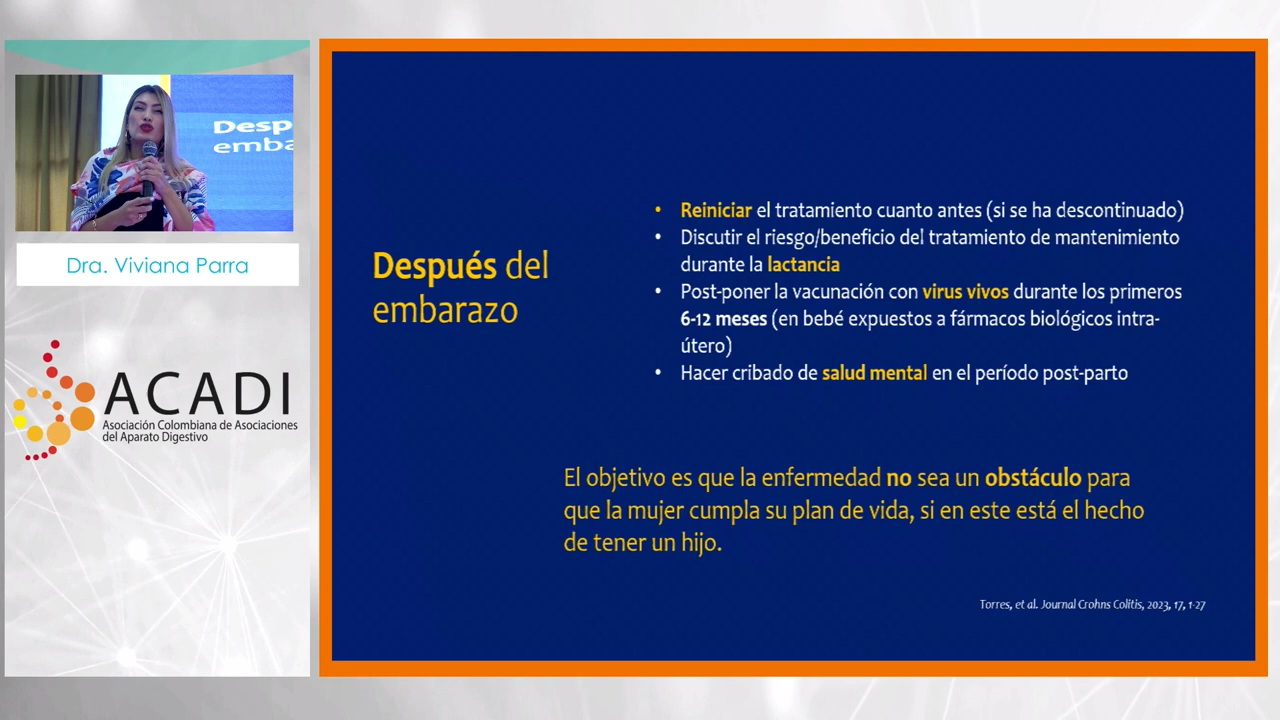 Desp
emba
Dra. Viviana Parra
ACADI
Asociación Colombiana de Asociaciones
del Aparato Digestivo
Después del
embarazo
• Reiniciar el tratamiento cuanto antes (si se ha descontinuado)
• Discutir el riesgo/beneficio del tratamiento de mantenimiento
durante la lactancia
• Post-poner la vacunación con virus vivos durante los primeros
6-12 meses (en bebé expuestos a fármacos biológicos intra-
útero)
• Hacer cribado de salud mental en el período post-parto
El objetivo es que la enfermedad no sea un obstáculo para
que la mujer cumpla su plan de vida, si en este está el hecho
de tener un hijo.
Torres, et al. Journal Crohns Colitis, 2023, 17, 1-27